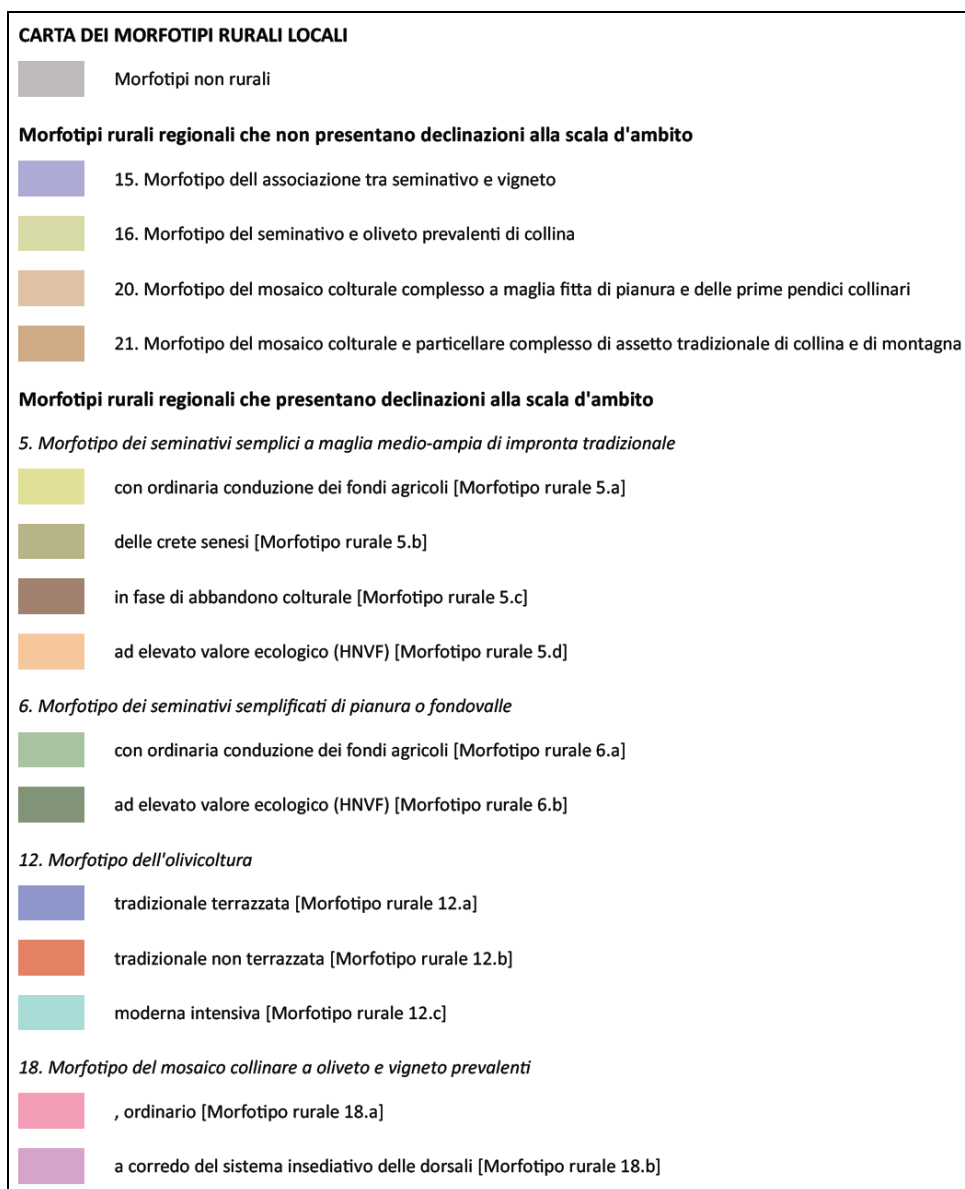 CARTA DEI MORFOTIPI RURALI LOCALI
Morfotipi non rurali
Morfotipi rurali regionali che non presentano declinazioni alla scala d'ambito
15. Morfotipo dell associazione tra seminativo e vigneto
16. Morfotipo del seminativo e oliveto prevalenti di collina
20. Morfotipo del mosaico colturale complesso a maglia fitta di pianura e delle prime pendici collinari
21. Morfotipo del mosaico colturale e particellare complesso di assetto tradizionale di collina e di montagna
Morfotipi rurali regionali che presentano declinazioni alla scala d'ambito
5. Morfotipo dei seminativi semplici a maglia medio-ampia di impronta tradizionale
con ordinaria conduzione dei fondi agricoli [Morfotipo rurale 5.a]
delle crete senesi [Morfotipo rurale 5.b]
in fase di abbandono colturale [Morfotipo rurale 5.c]
ad elevato valore ecologico (HNVF) [Morfotipo rurale 5.d]
6. Morfotipo dei seminativi semplificati di pianura o fondovalle
con ordinaria conduzione dei fondi agricoli [Morfotipo rurale 6.a]
ad elevato valore ecologico (HNVF) [Morfotipo rurale 6.b]
12. Morfotipo dell'olivicoltura
tradizionale terrazzata [Morfotipo rurale 12.a]
tradizionale non terrazzata [Morfotipo rurale 12.b]
moderna intensiva [Morfotipo rurale 12.c]
18. Morfotipo del mosaico collinare a oliveto e vigneto prevalenti
, ordinario [Morfotipo rurale 18.a]
a corredo del sistema insediativo delle dorsali [Morfotipo rurale 18.b]